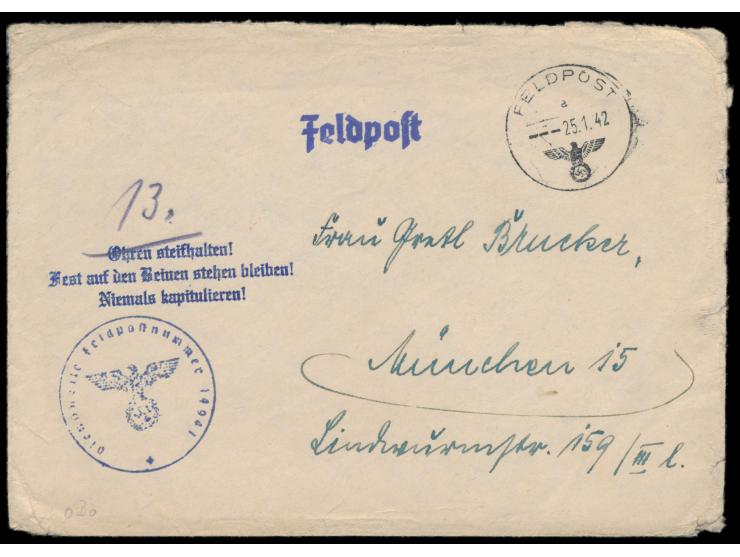 FELDPOST
a
---25.1.42
Feldpost
13.
Ohren steifhalten!
Fest auf den Beinen stehen bleiben!
Niemals kapitulieren!
Frau Gretl Brucker,
München 15
Lindwurmstr. 159/III l.
Dienststelle Feldpostnummer 14941